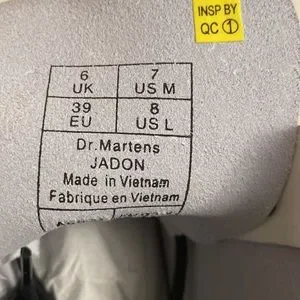 INSP BY
QC 1
6 7
UK US M
39 8
EU US L
Dr.Martens
JADON
Made in Vietnam
Fabrique en Vietnam